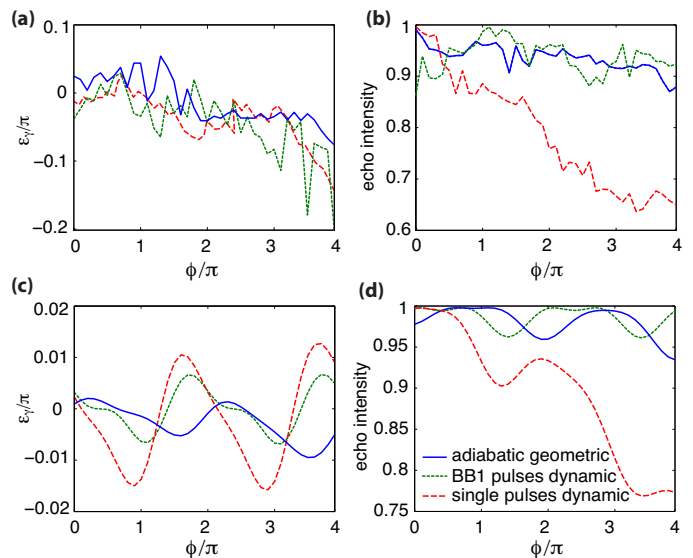 (a)
0.1
0
−0.1
−0.2
ε_γ/π
0 1 2 3 4
ϕ/π
(b)
1
0.9
0.8
0.7
0.6
echo intensity
0 1 2 3 4
ϕ/π
(c)
0.02
0.01
0
−0.01
−0.02
ε_γ/π
0 1 2 3 4
ϕ/π
(d)
1
0.95
0.9
0.85
0.8
0.75
echo intensity
adiabatic geometric
BB1 pulses dynamic
single pulses dynamic
0 1 2 3 4
ϕ/π